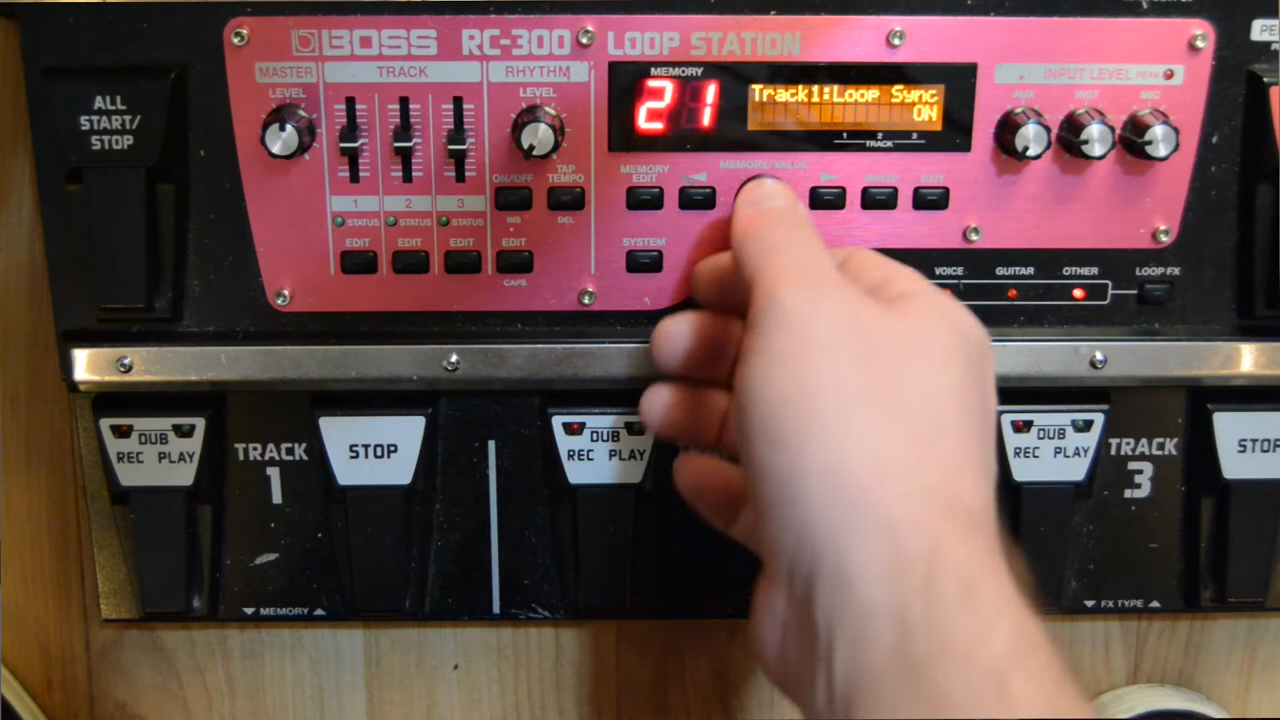 BOSS RC-300 LOOP STATION
MASTER
LEVEL
TRACK
RHYTHM
LEVEL
MEMORY
21
Track1:Loop Sync
ON
1 2 3
TRACK
INPUT LEVEL PEAK
AUX INST MIC
ALL
START/
STOP
ON/OFF
TAP
TEMPO
INS
DEL
MEMORY
EDIT
MEMORY/VALUE
WRITE
EXIT
1 2 3
STATUS STATUS STATUS
EDIT EDIT EDIT EDIT
CAPS
SYSTEM
VOICE GUITAR OTHER LOOP FX
DUB
REC PLAY
TRACK
1
STOP
DUB
REC PLAY
DUB
REC PLAY
TRACK
3
STOP
MEMORY
FX TYPE